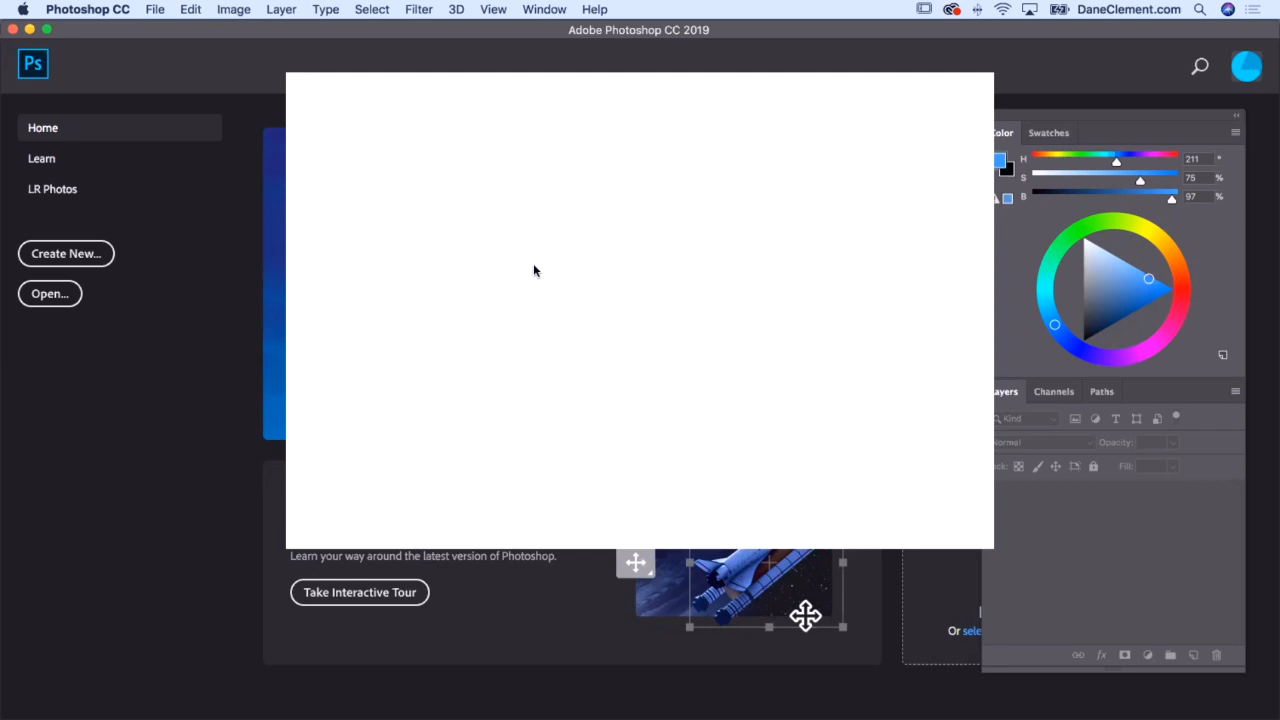 Photoshop CC File Edit Image Layer Type Select Filter 3D View Window Help DaneClement.com
Adobe Photoshop CC 2019
Ps
Home
Learn
LR Photos
Create New...
Open...
Color Swatches
H 211 °
S 75 %
B 97 %
Layers Channels Paths
Kind
Normal Opacity:
Fill:
Learn your way around the latest version of Photoshop.
Take Interactive Tour
Or sele
fx